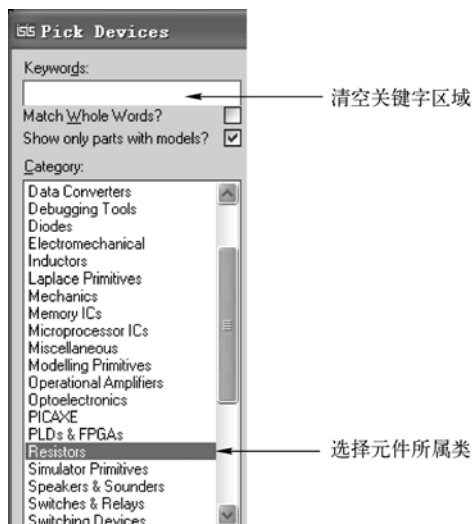 ISIS Pick Devices
Keywords:
清空关键字区域
Match Whole Words?
Show only parts with models?
Category:
Data Converters
Debugging Tools
Diodes
Electromechanical
Inductors
Laplace Primitives
Mechanics
Memory ICs
Microprocessor ICs
Miscellaneous
Modelling Primitives
Operational Amplifiers
Optoelectronics
PICAXE
PLDs & FPGAs
Resistors
选择元件所属类
Simulator Primitives
Speakers & Sounders
Switches & Relays
Switching Devices